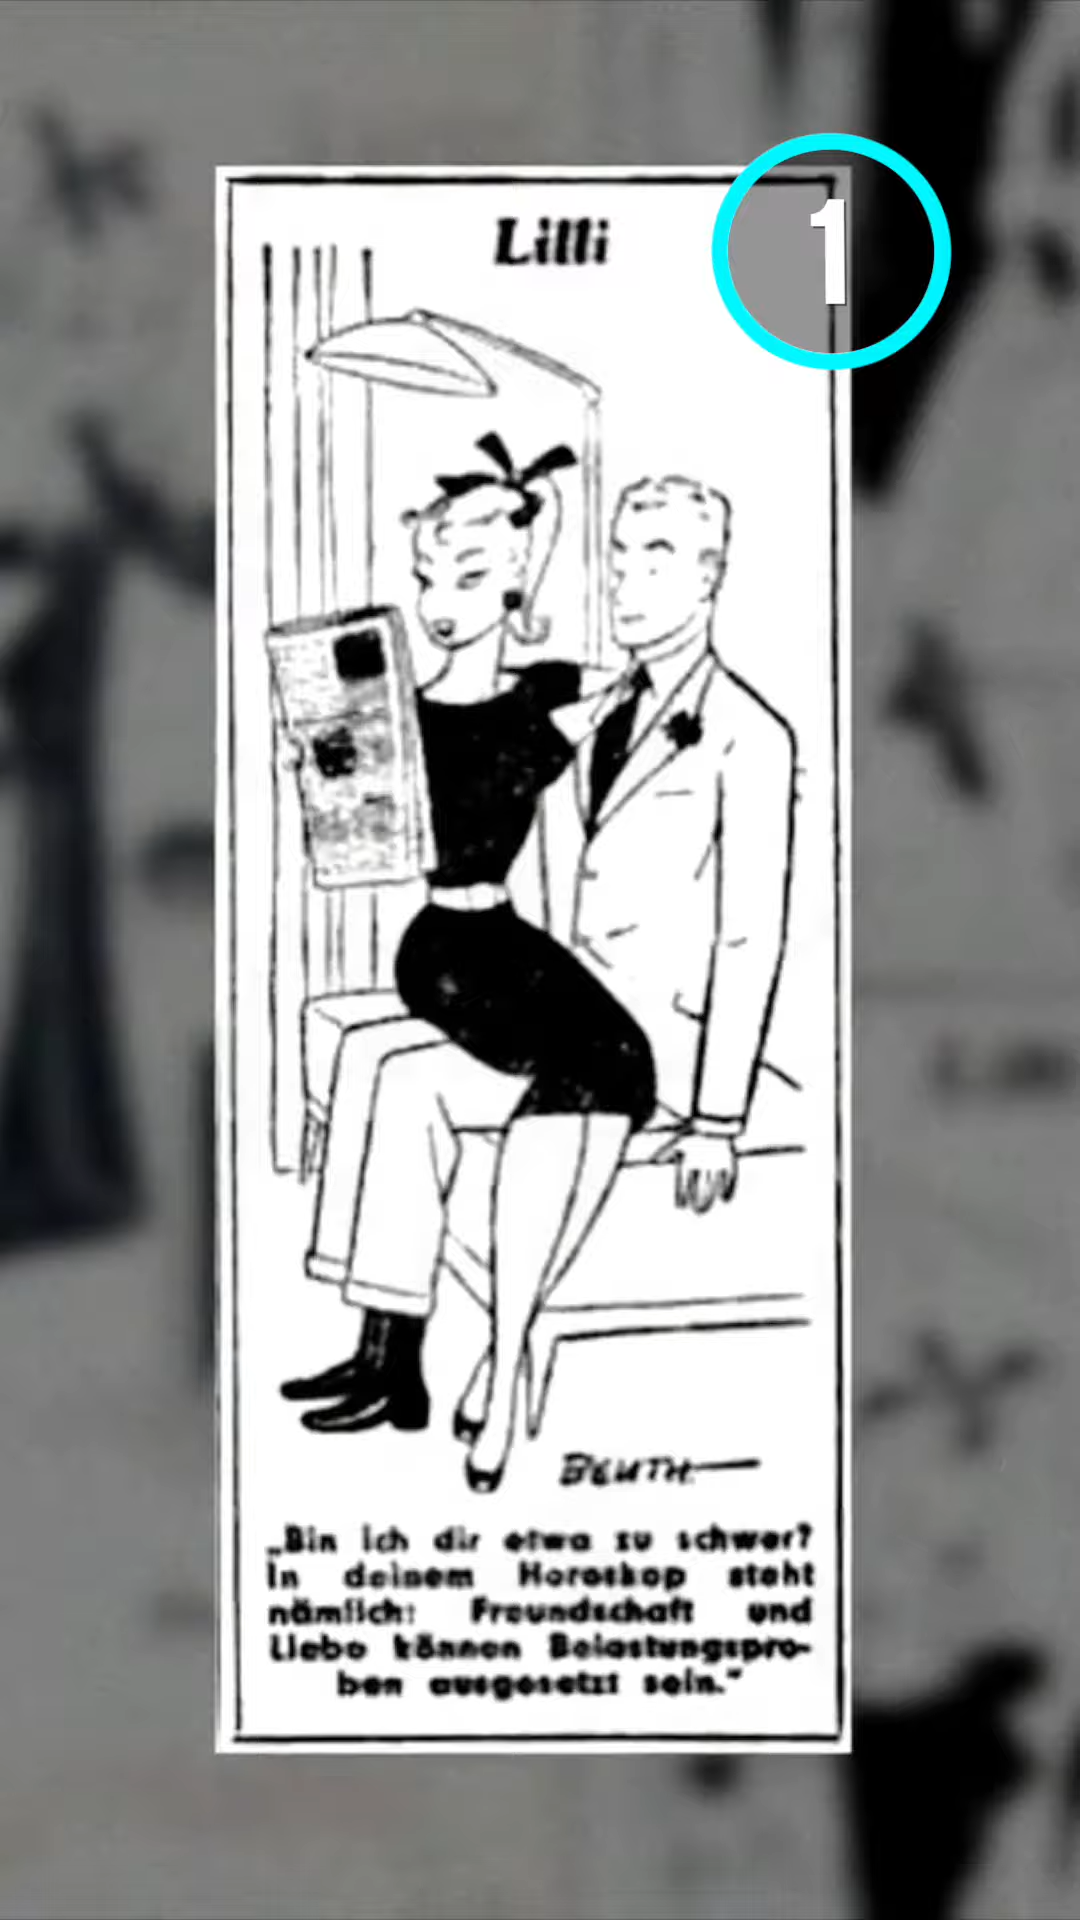 Lilli
1
BEUTH
„Bin ich dir etwa zu schwer?
In deinem Horoskop steht
nämlich: Freundschaft und
Liebe können Belastungspro-
ben ausgesetzt sein."